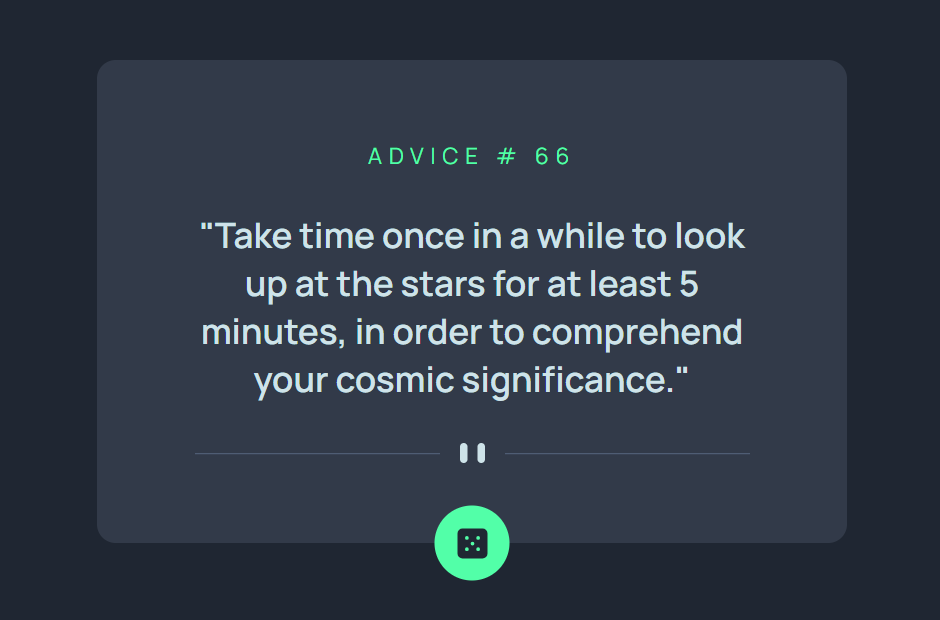 ADVICE # 66
"Take time once in a while to look
up at the stars for at least 5
minutes, in order to comprehend
your cosmic significance."